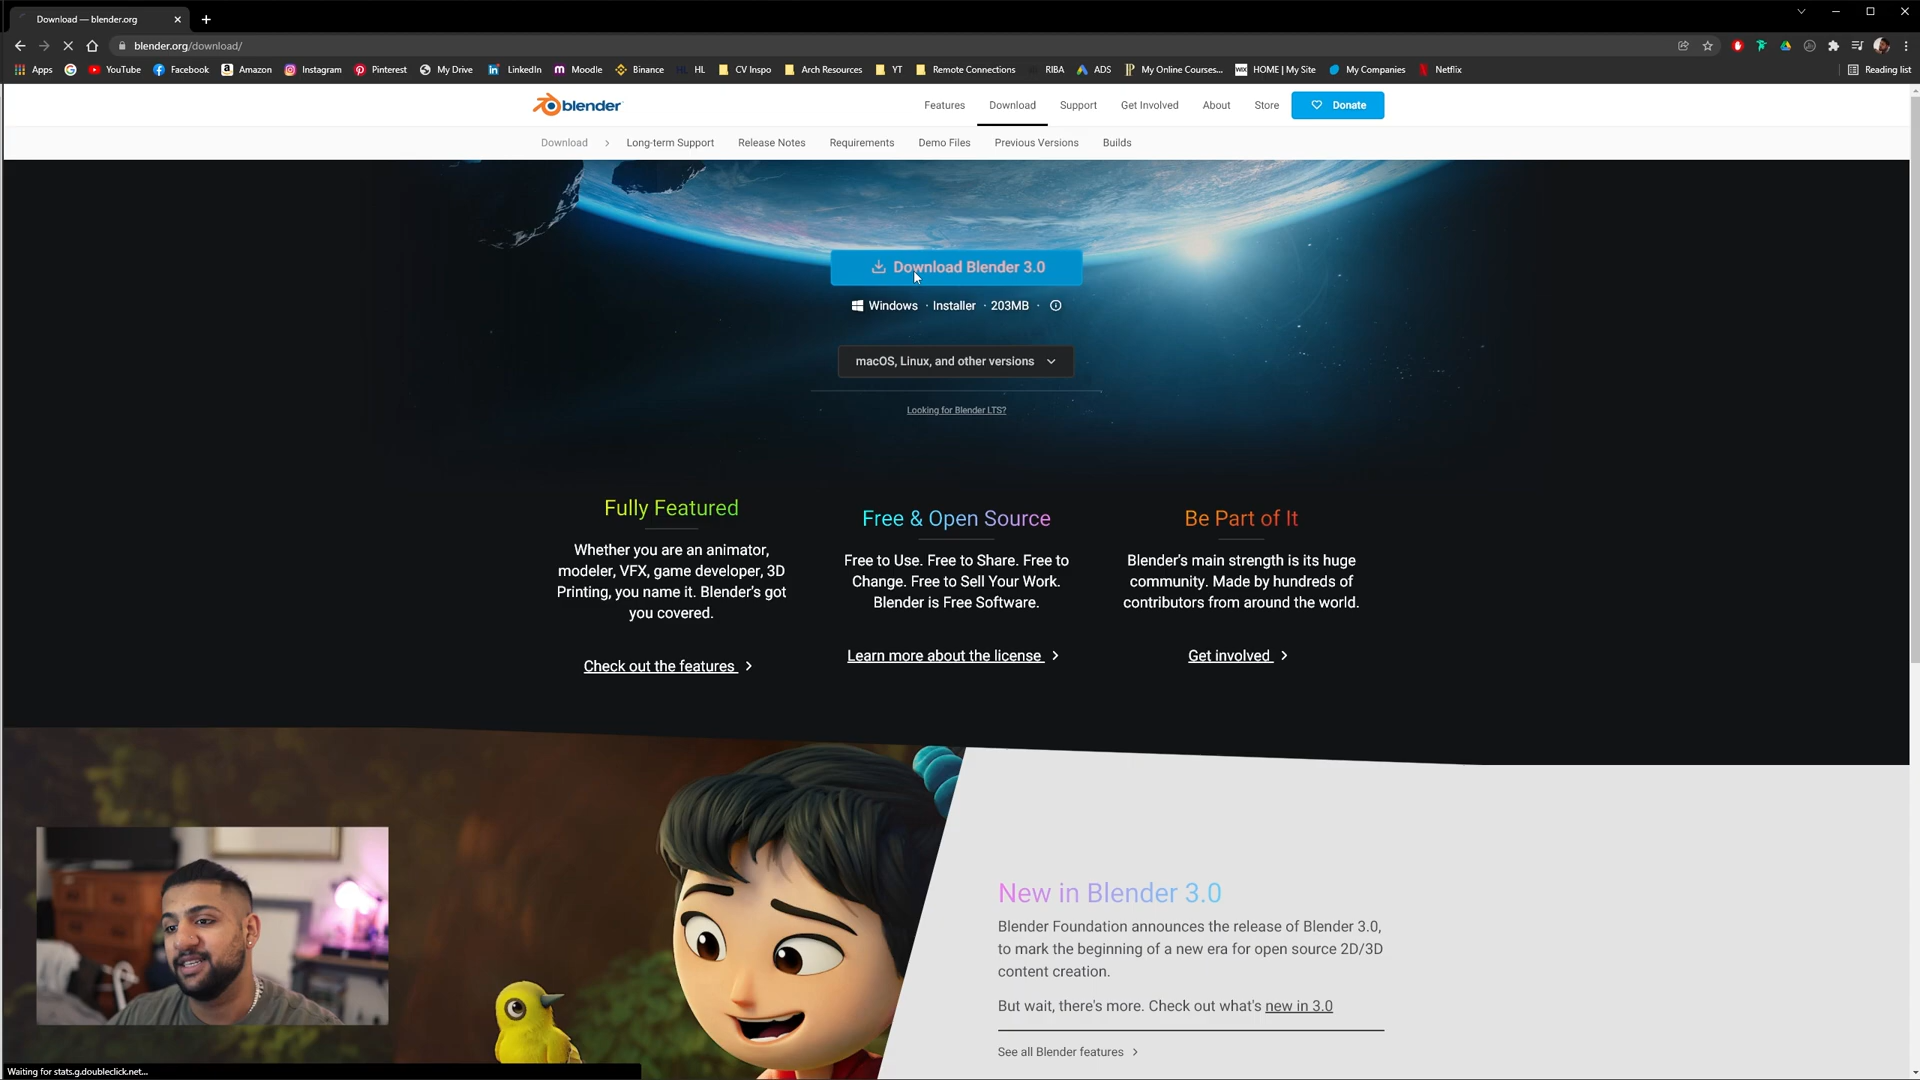 Download — blender.org
blender.org/download/
Apps YouTube Facebook Amazon Instagram Pinterest My Drive LinkedIn Moodle Binance HL HL CV Inspo Arch Resources YT Remote Connections RIBA ADS My Online Courses... HOME | My Site My Companies Netflix Reading list
blender Features Download Support Get Involved About Store Donate
Download > Long-term Support Release Notes Requirements Demo Files Previous Versions Builds
Download Blender 3.0
Windows · Installer · 203MB ·
macOS, Linux, and other versions
Looking for Blender LTS?
Fully Featured
Whether you are an animator,
modeler, VFX, game developer, 3D
Printing, you name it. Blender's got
you covered.
Check out the features >
Free & Open Source
Free to Use. Free to Share. Free to
Change. Free to Sell Your Work.
Blender is Free Software.
Learn more about the license >
Be Part of It
Blender's main strength is its huge
community. Made by hundreds of
contributors from around the world.
Get involved >
New in Blender 3.0
Blender Foundation announces the release of Blender 3.0,
to mark the beginning of a new era for open source 2D/3D
content creation.
But wait, there's more. Check out what's new in 3.0
See all Blender features >
Waiting for stats.g.doubleclick.net...